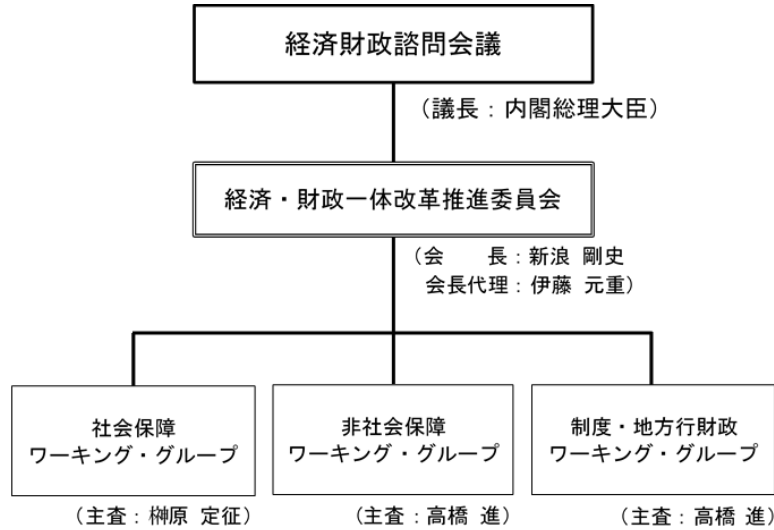 経済財政諮問会議
（議長：内閣総理大臣）
経済・財政一体改革推進委員会
（会　　長：新浪 剛史
会長代理：伊藤 元重）
社会保障
ワーキング・グループ
（主査：榊原 定征）
非社会保障
ワーキング・グループ
（主査：高橋 進）
制度・地方行財政
ワーキング・グループ
（主査：高橋 進）